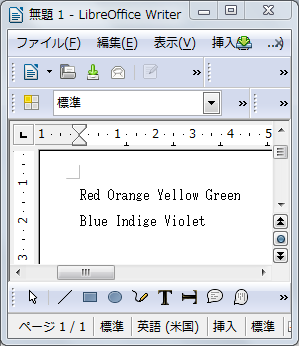 無題 1 - LibreOffice Writer
ファイル(F) 編集(E) 表示(V) 挿入
標準
1 1 2 3 4 5
1 2 3
Red Orange Yellow Green
Blue Indige Violet
T
ページ 1 / 1 標準 英語 (米国) 挿入 標準